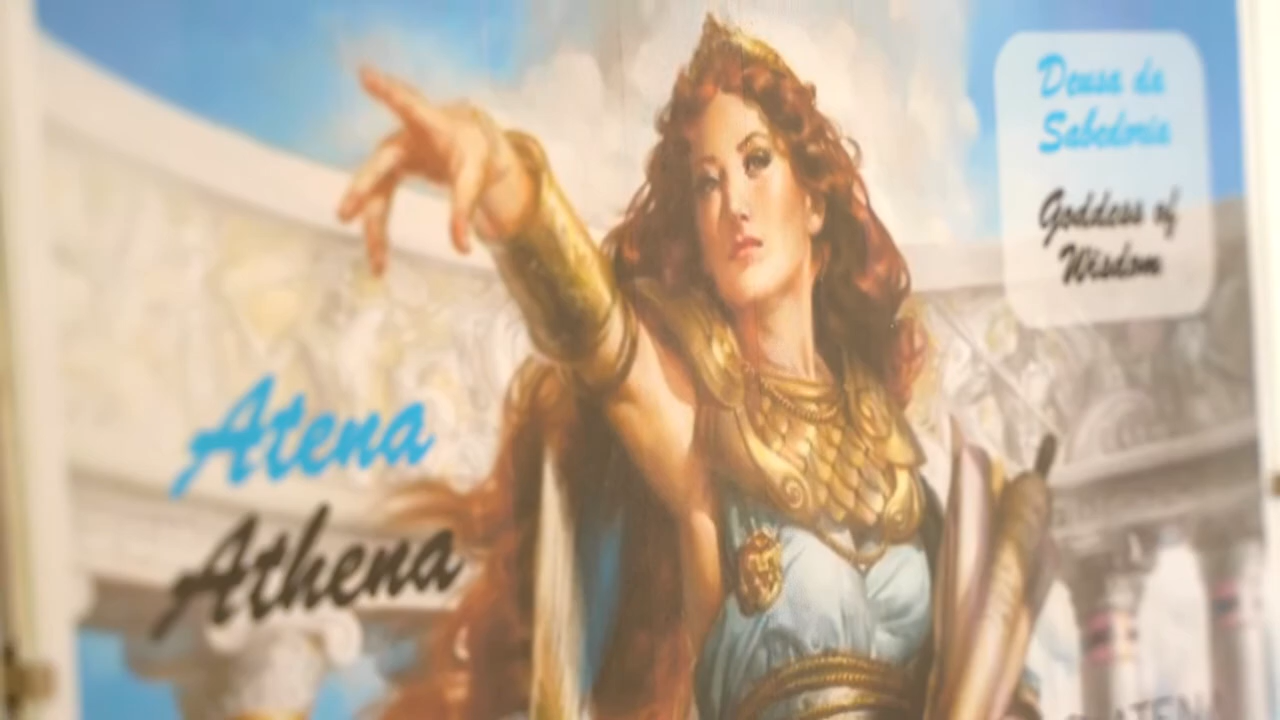 Deusa da
Sabedoria
Goddess of
Wisdom
Atena
Athena